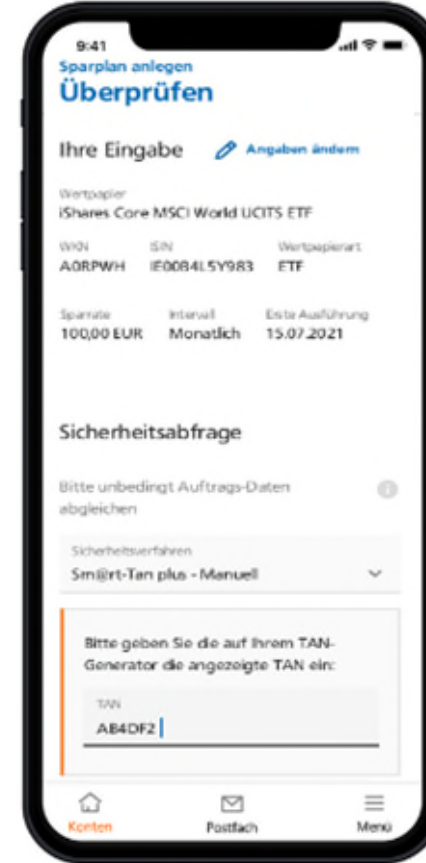 9:41
Sparplan anlegen
Überprüfen
Ihre Eingabe Angaben ändern
Wertpapier
iShares Core MSCI World UCITS ETF
WKN ISIN Wertpapierart
A0RPWH IE00B4L5Y983 ETF
Sparrate Intervall Erste Ausführung
100,00 EUR Monatlich 15.07.2021
Sicherheitsabfrage
Bitte unbedingt Auftrags-Daten
abgleichen
Sicherheitsverfahren
Sm@rt-Tan plus - Manuell
Bitte geben Sie die auf Ihrem TAN-
Generator die angezeigte TAN ein:
TAN
AB4DF2
Konten Postfach Menü